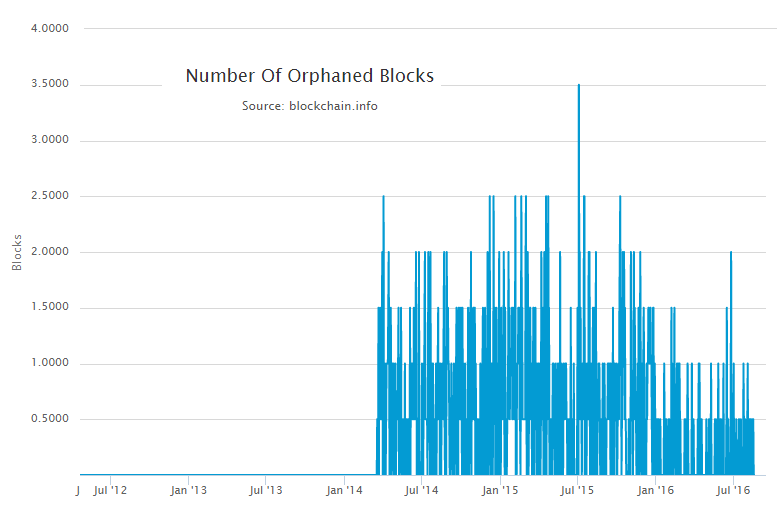 4.0000
Number Of Orphaned Blocks
3.5000
Source: blockchain.info
3.0000
2.5000
Blocks
2.0000
1.5000
1.0000
0.5000
J Jul '12 Jan '13 Jul '13 Jan '14 Jul '14 Jan '15 Jul '15 Jan '16 Jul '16